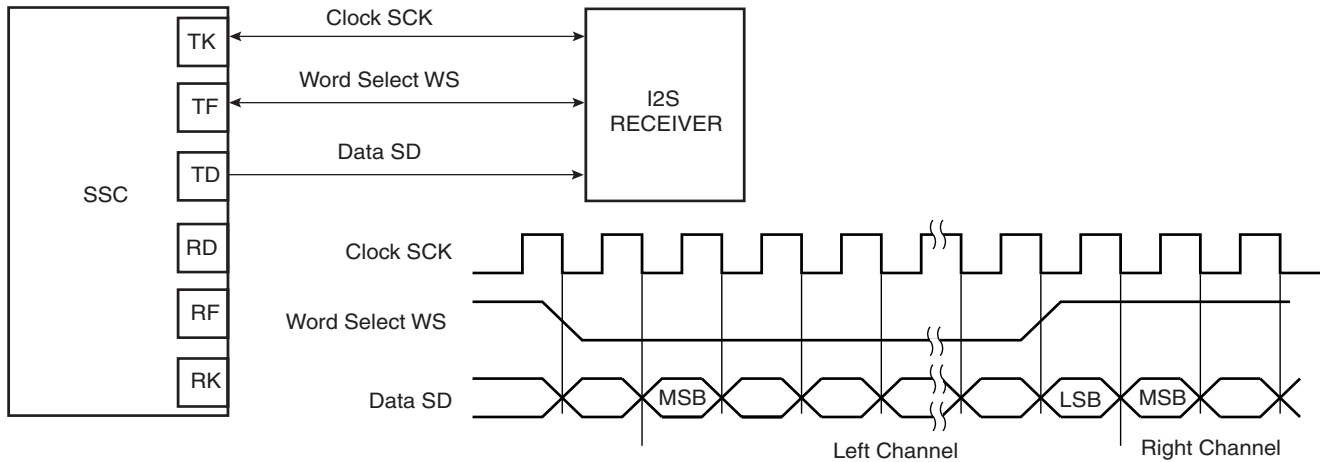 Clock SCK
TK
Word Select WS
TF
I2S
RECEIVER
Data SD
TD
SSC
RD
Clock SCK
RF
Word Select WS
RK
Data SD
MSB
LSB
MSB
Left Channel
Right Channel